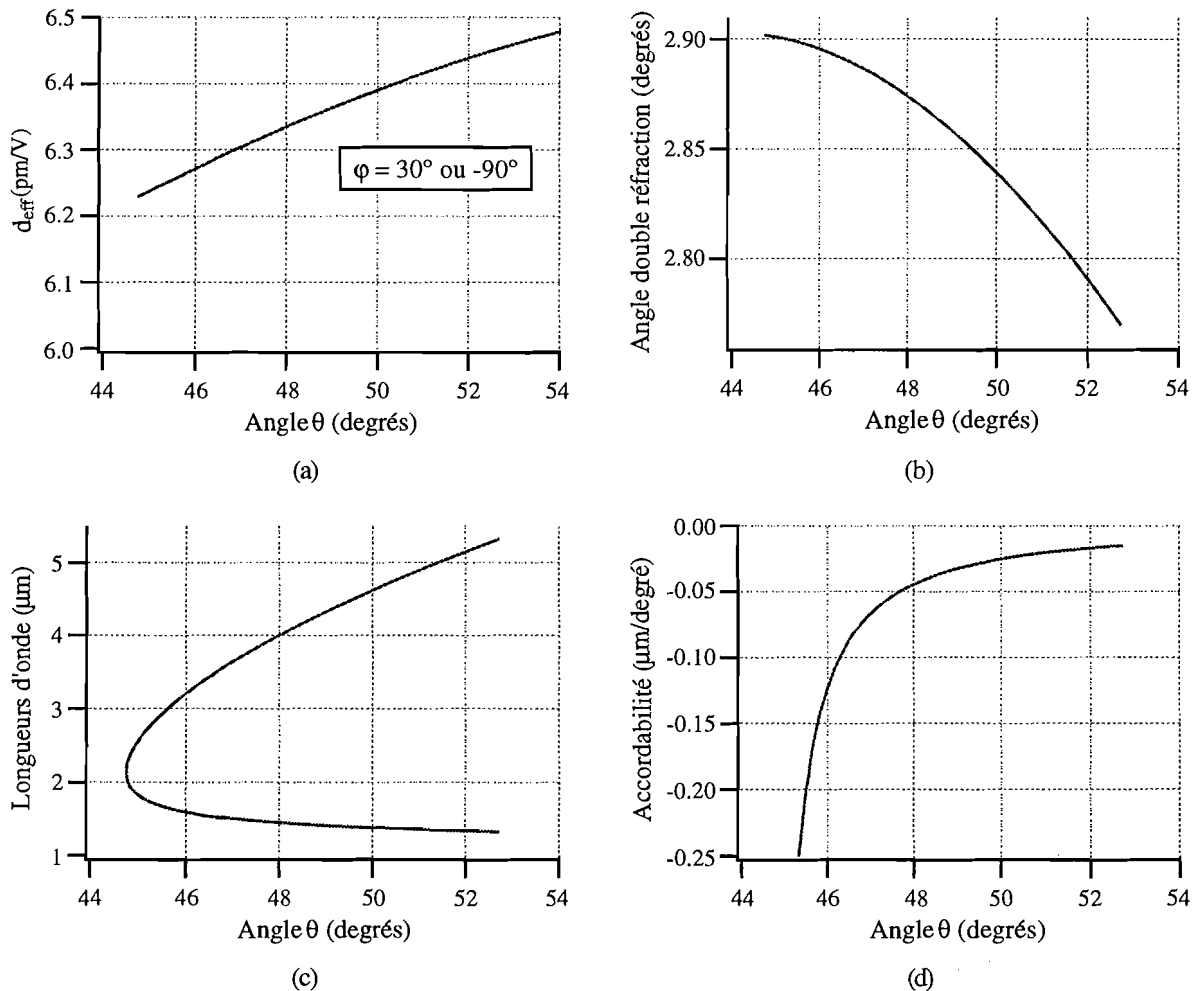 6.5
6.4
6.3
6.2
6.1
6.0
d_eff(pm/V)
φ = 30° ou -90°
44 46 48 50 52 54
Angle θ (degrés)
(a)
2.90
2.85
2.80
Angle double réfraction (degrés)
44 46 48 50 52 54
Angle θ (degrés)
(b)
5
4
3
2
1
Longueurs d'onde (μm)
44 46 48 50 52 54
Angle θ (degrés)
(c)
0.00
-0.05
-0.10
-0.15
-0.20
-0.25
Accordabilité (μm/degré)
44 46 48 50 52 54
Angle θ (degrés)
(d)